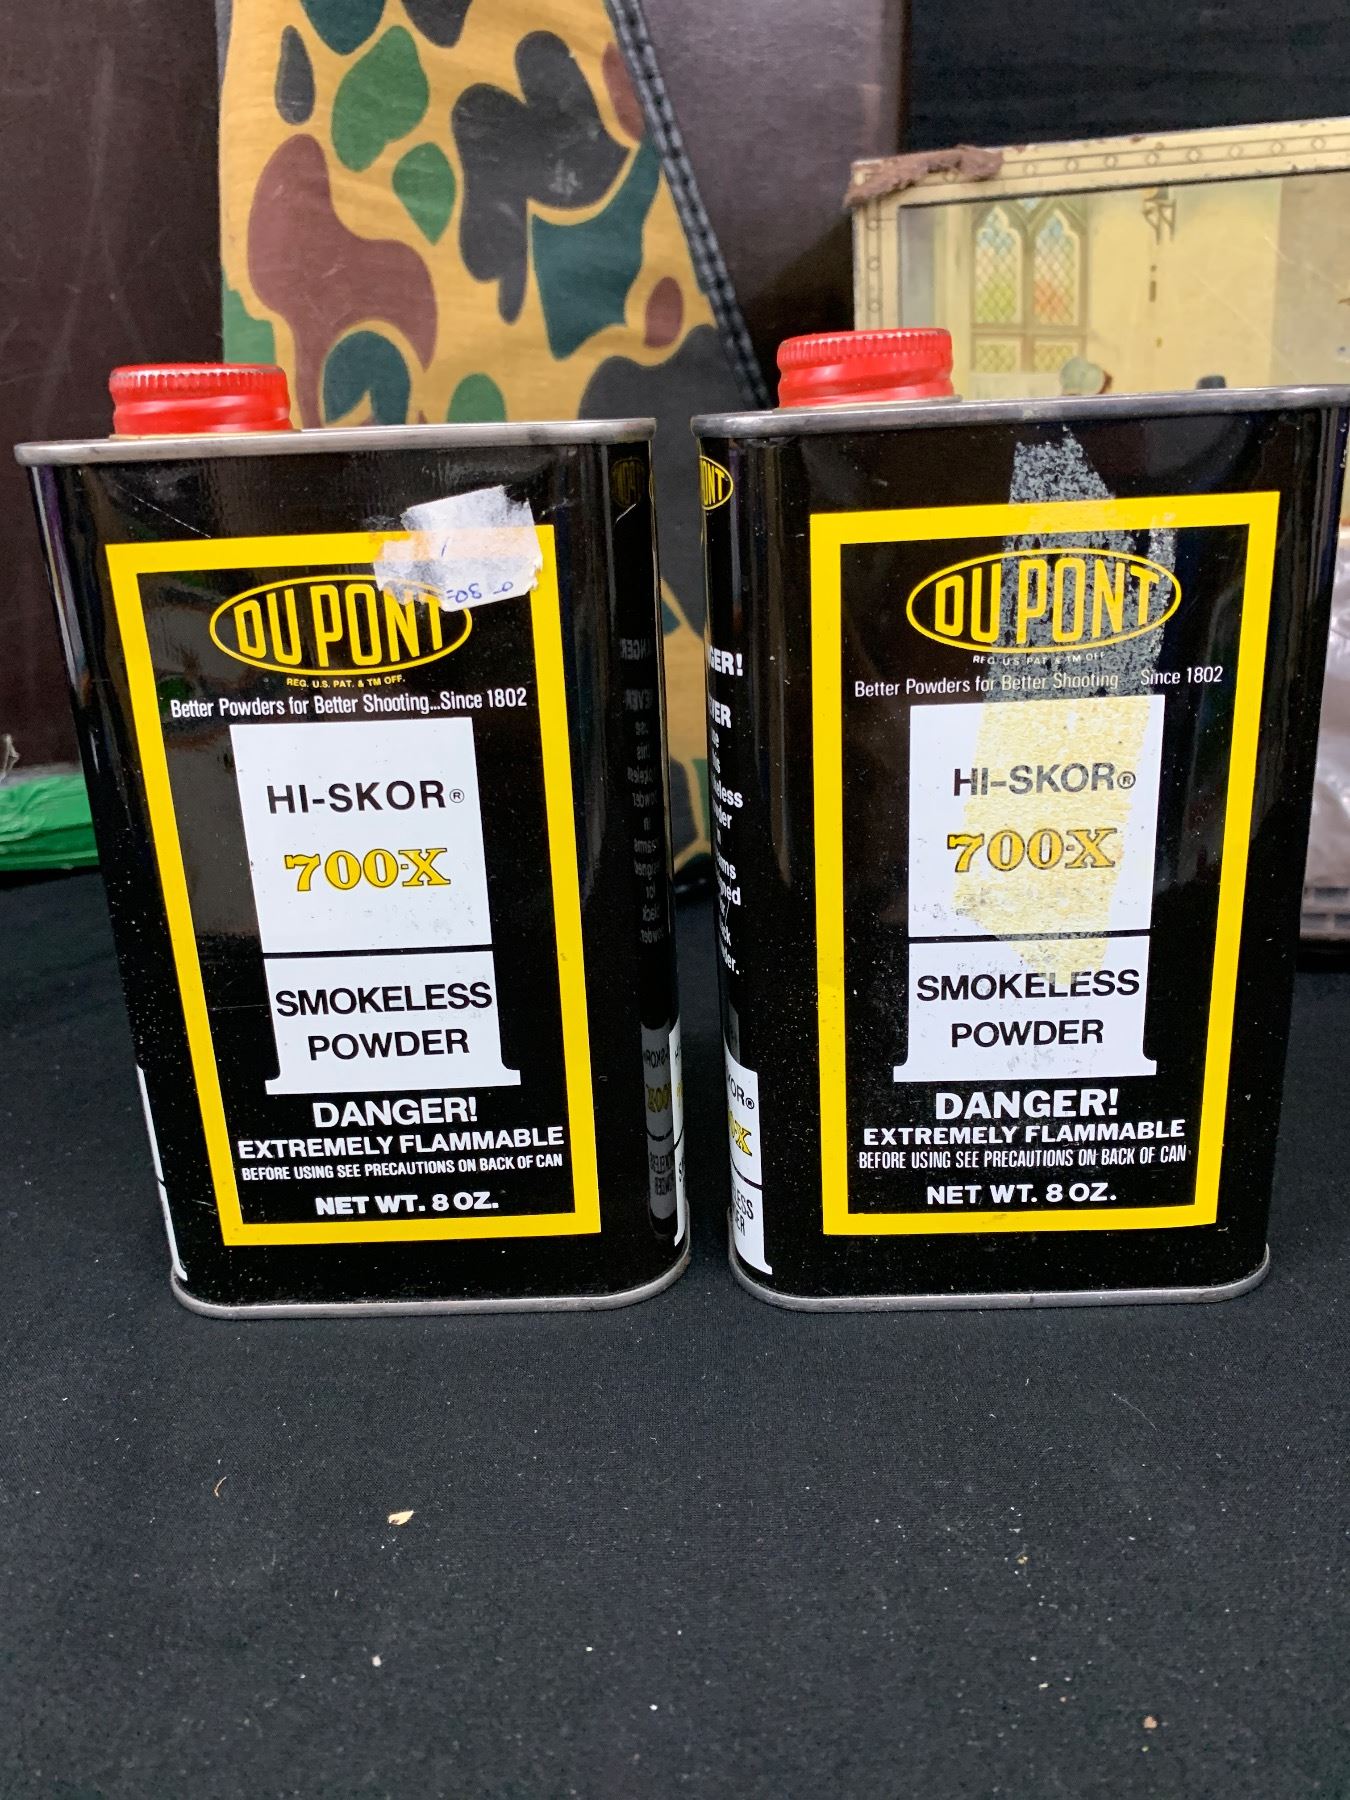 DU PONT
REG. U.S. PAT. & TM OFF.
Better Powders for Better Shooting...Since 1802
HI-SKOR®
700-X
SMOKELESS
POWDER
DANGER!
EXTREMELY FLAMMABLE
BEFORE USING SEE PRECAUTIONS ON BACK OF CAN
NET WT. 8 OZ.
DU PONT
REG. U.S. PAT. & TM OFF.
Better Powders for Better Shooting Since 1802
HI-SKOR®
700-X
SMOKELESS
POWDER
DANGER!
EXTREMELY FLAMMABLE
BEFORE USING SEE PRECAUTIONS ON BACK OF CAN
NET WT. 8 OZ.